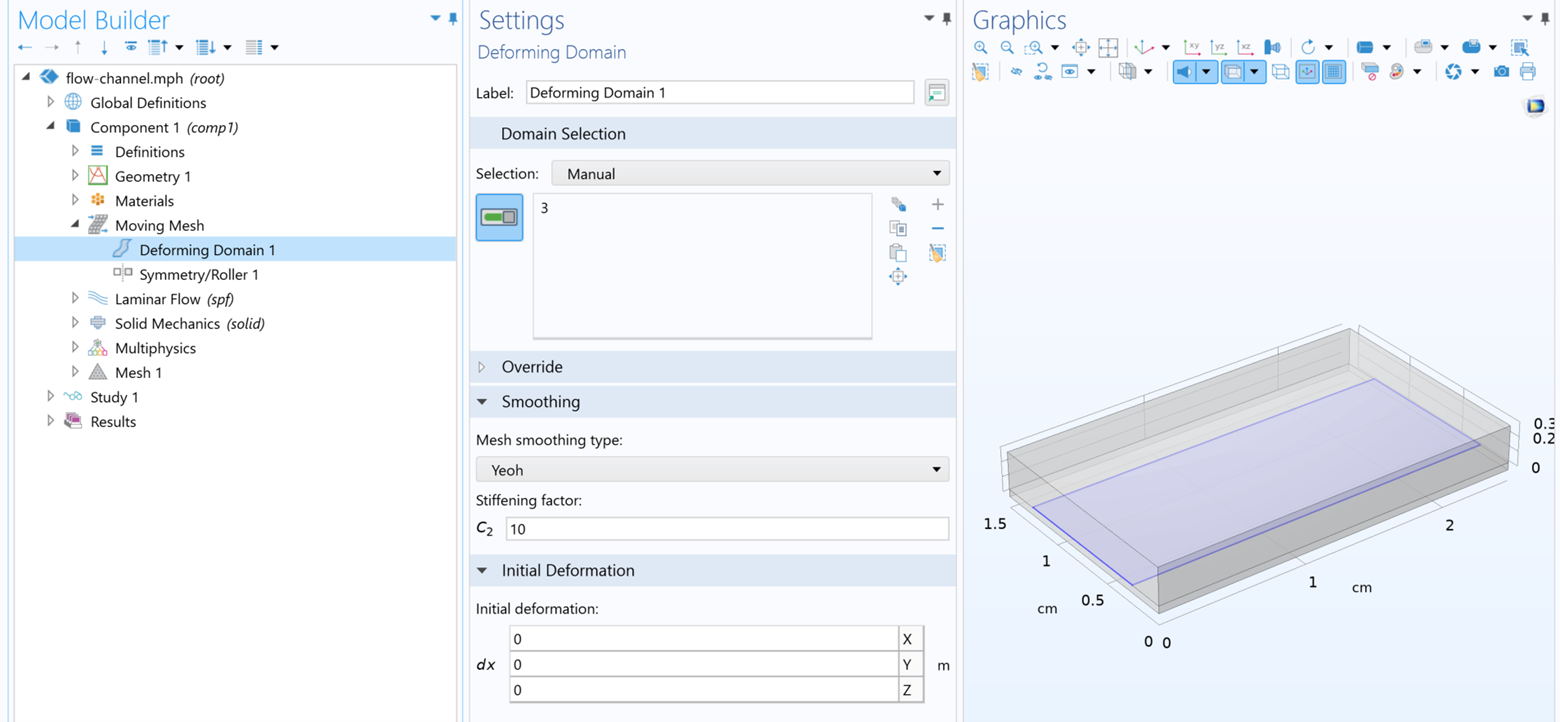 Model Builder
flow-channel.mph (root)
Global Definitions
Component 1 (comp1)
Definitions
Geometry 1
Materials
Moving Mesh
Deforming Domain 1
Symmetry/Roller 1
Laminar Flow (spf)
Solid Mechanics (solid)
Multiphysics
Mesh 1
Study 1
Results
Settings
Deforming Domain
Label: Deforming Domain 1
Domain Selection
Selection: Manual
3
Override
Smoothing
Mesh smoothing type:
Yeoh
Stiffening factor:
C2 10
Initial Deformation
Initial deformation:
0 X
dx 0 Y m
0 Z
Graphics
xy yz xz
0.3
0.2
0
1.5
2
1
1
cm
0.5
cm
0 0